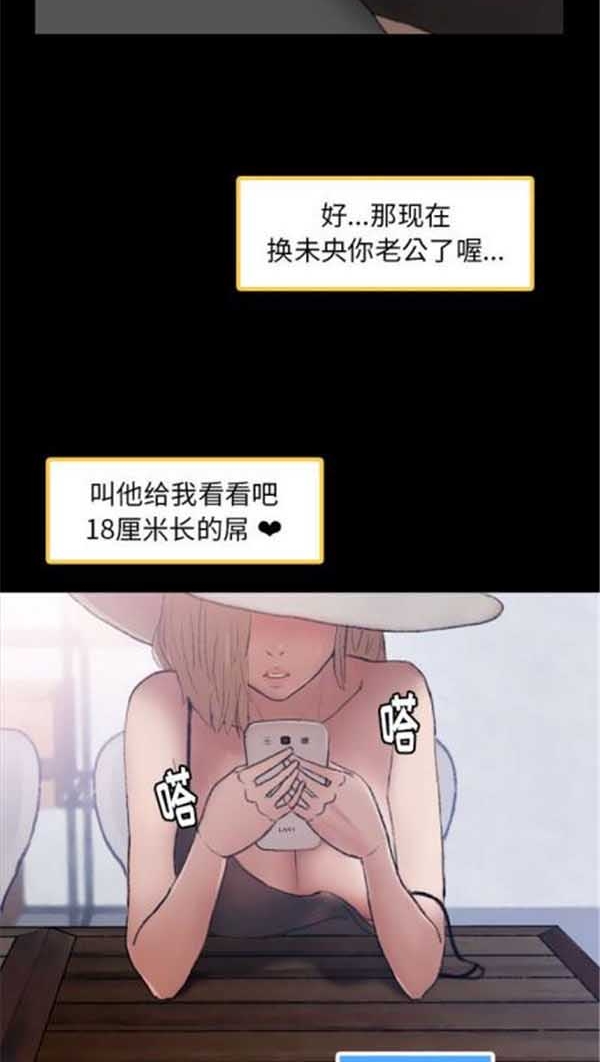 好...那现在
换未央你老公了喔...
叫他给我看看吧
18厘米长的屌 ❤
嗒
嗒